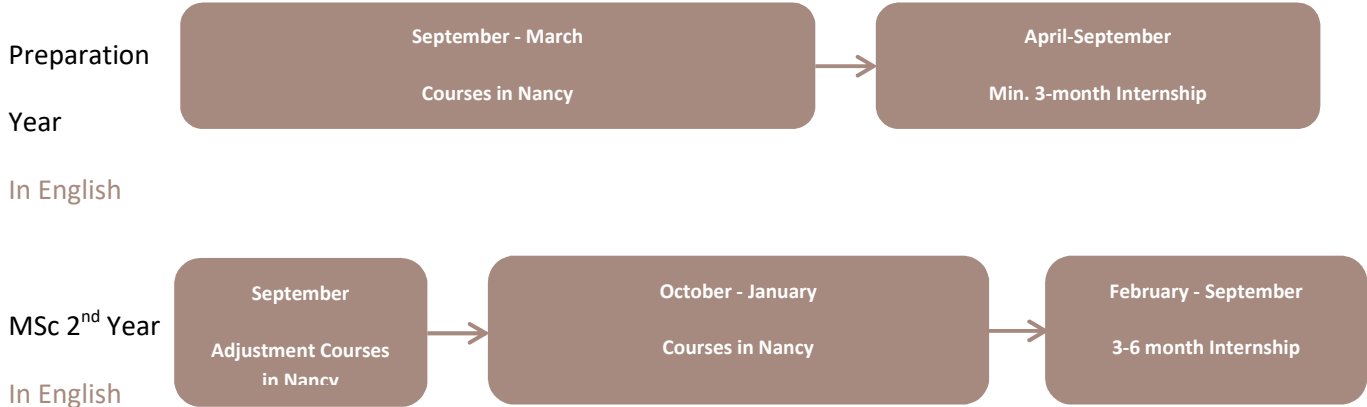 Preparation
Year
In English
September - March
Courses in Nancy
April-September
Min. 3-month Internship
MSc 2nd Year
In English
September
Adjustment Courses
in Nancy
October - January
Courses in Nancy
February - September
3-6 month Internship